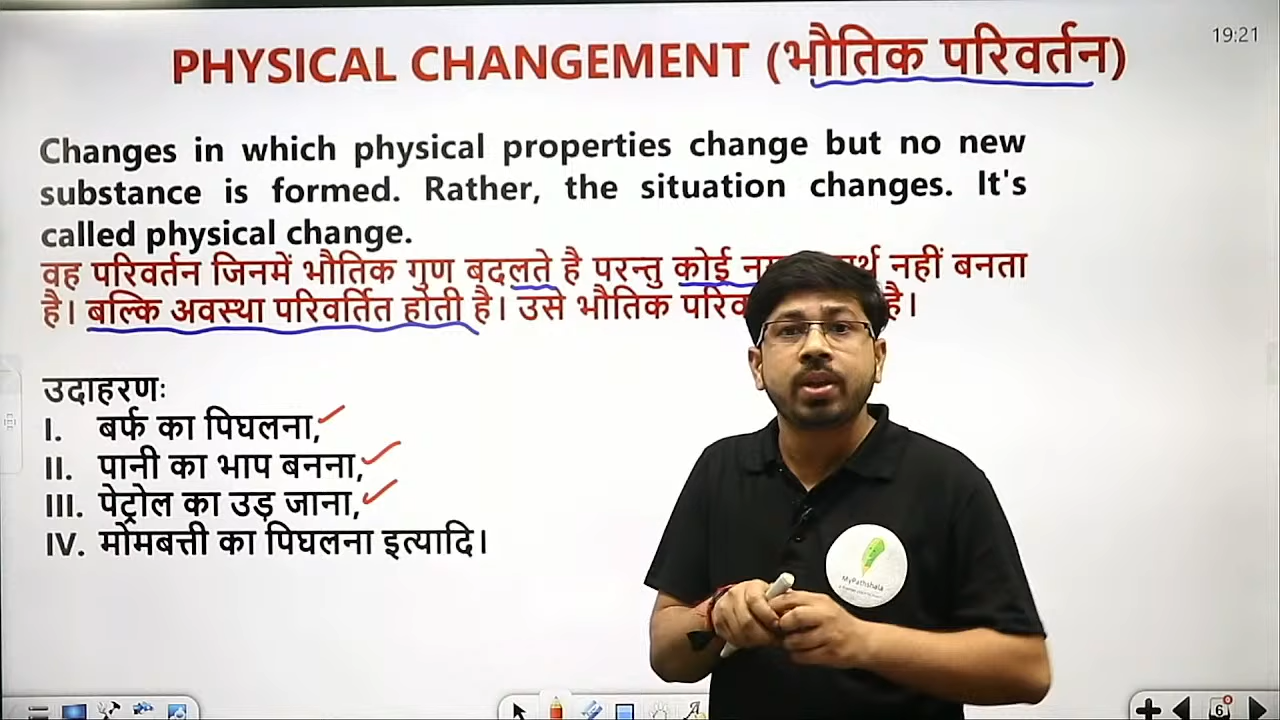 19:21
PHYSICAL CHANGEMENT (भौतिक परिवर्तन)
Changes in which physical properties change but no new
substance is formed. Rather, the situation changes. It's
called physical change.
वह परिवर्तन जिनमें भौतिक गुण बदलते है परन्तु कोई नहीं बनता
है। बल्कि अवस्था परिवर्तित होती है। उसे भौतिक है।
उदाहरणः
I. बर्फ का पिघलना,
II. पानी का भाप बनना,
III. पेट्रोल का उड़ जाना,
IV. मोमबत्ती का पिघलना इत्यादि।
MyPathshala
6